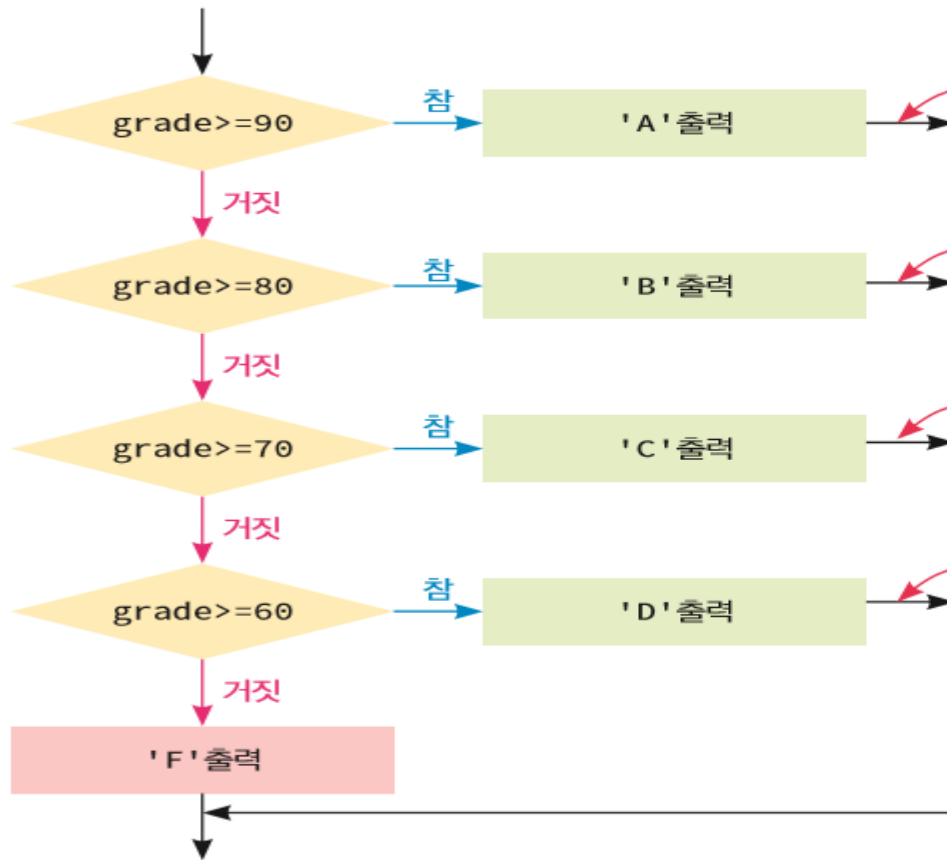 grade>=90
참
'A'출력
거짓
grade>=80
참
'B'출력
거짓
grade>=70
참
'C'출력
거짓
grade>=60
참
'D'출력
거짓
'F'출력